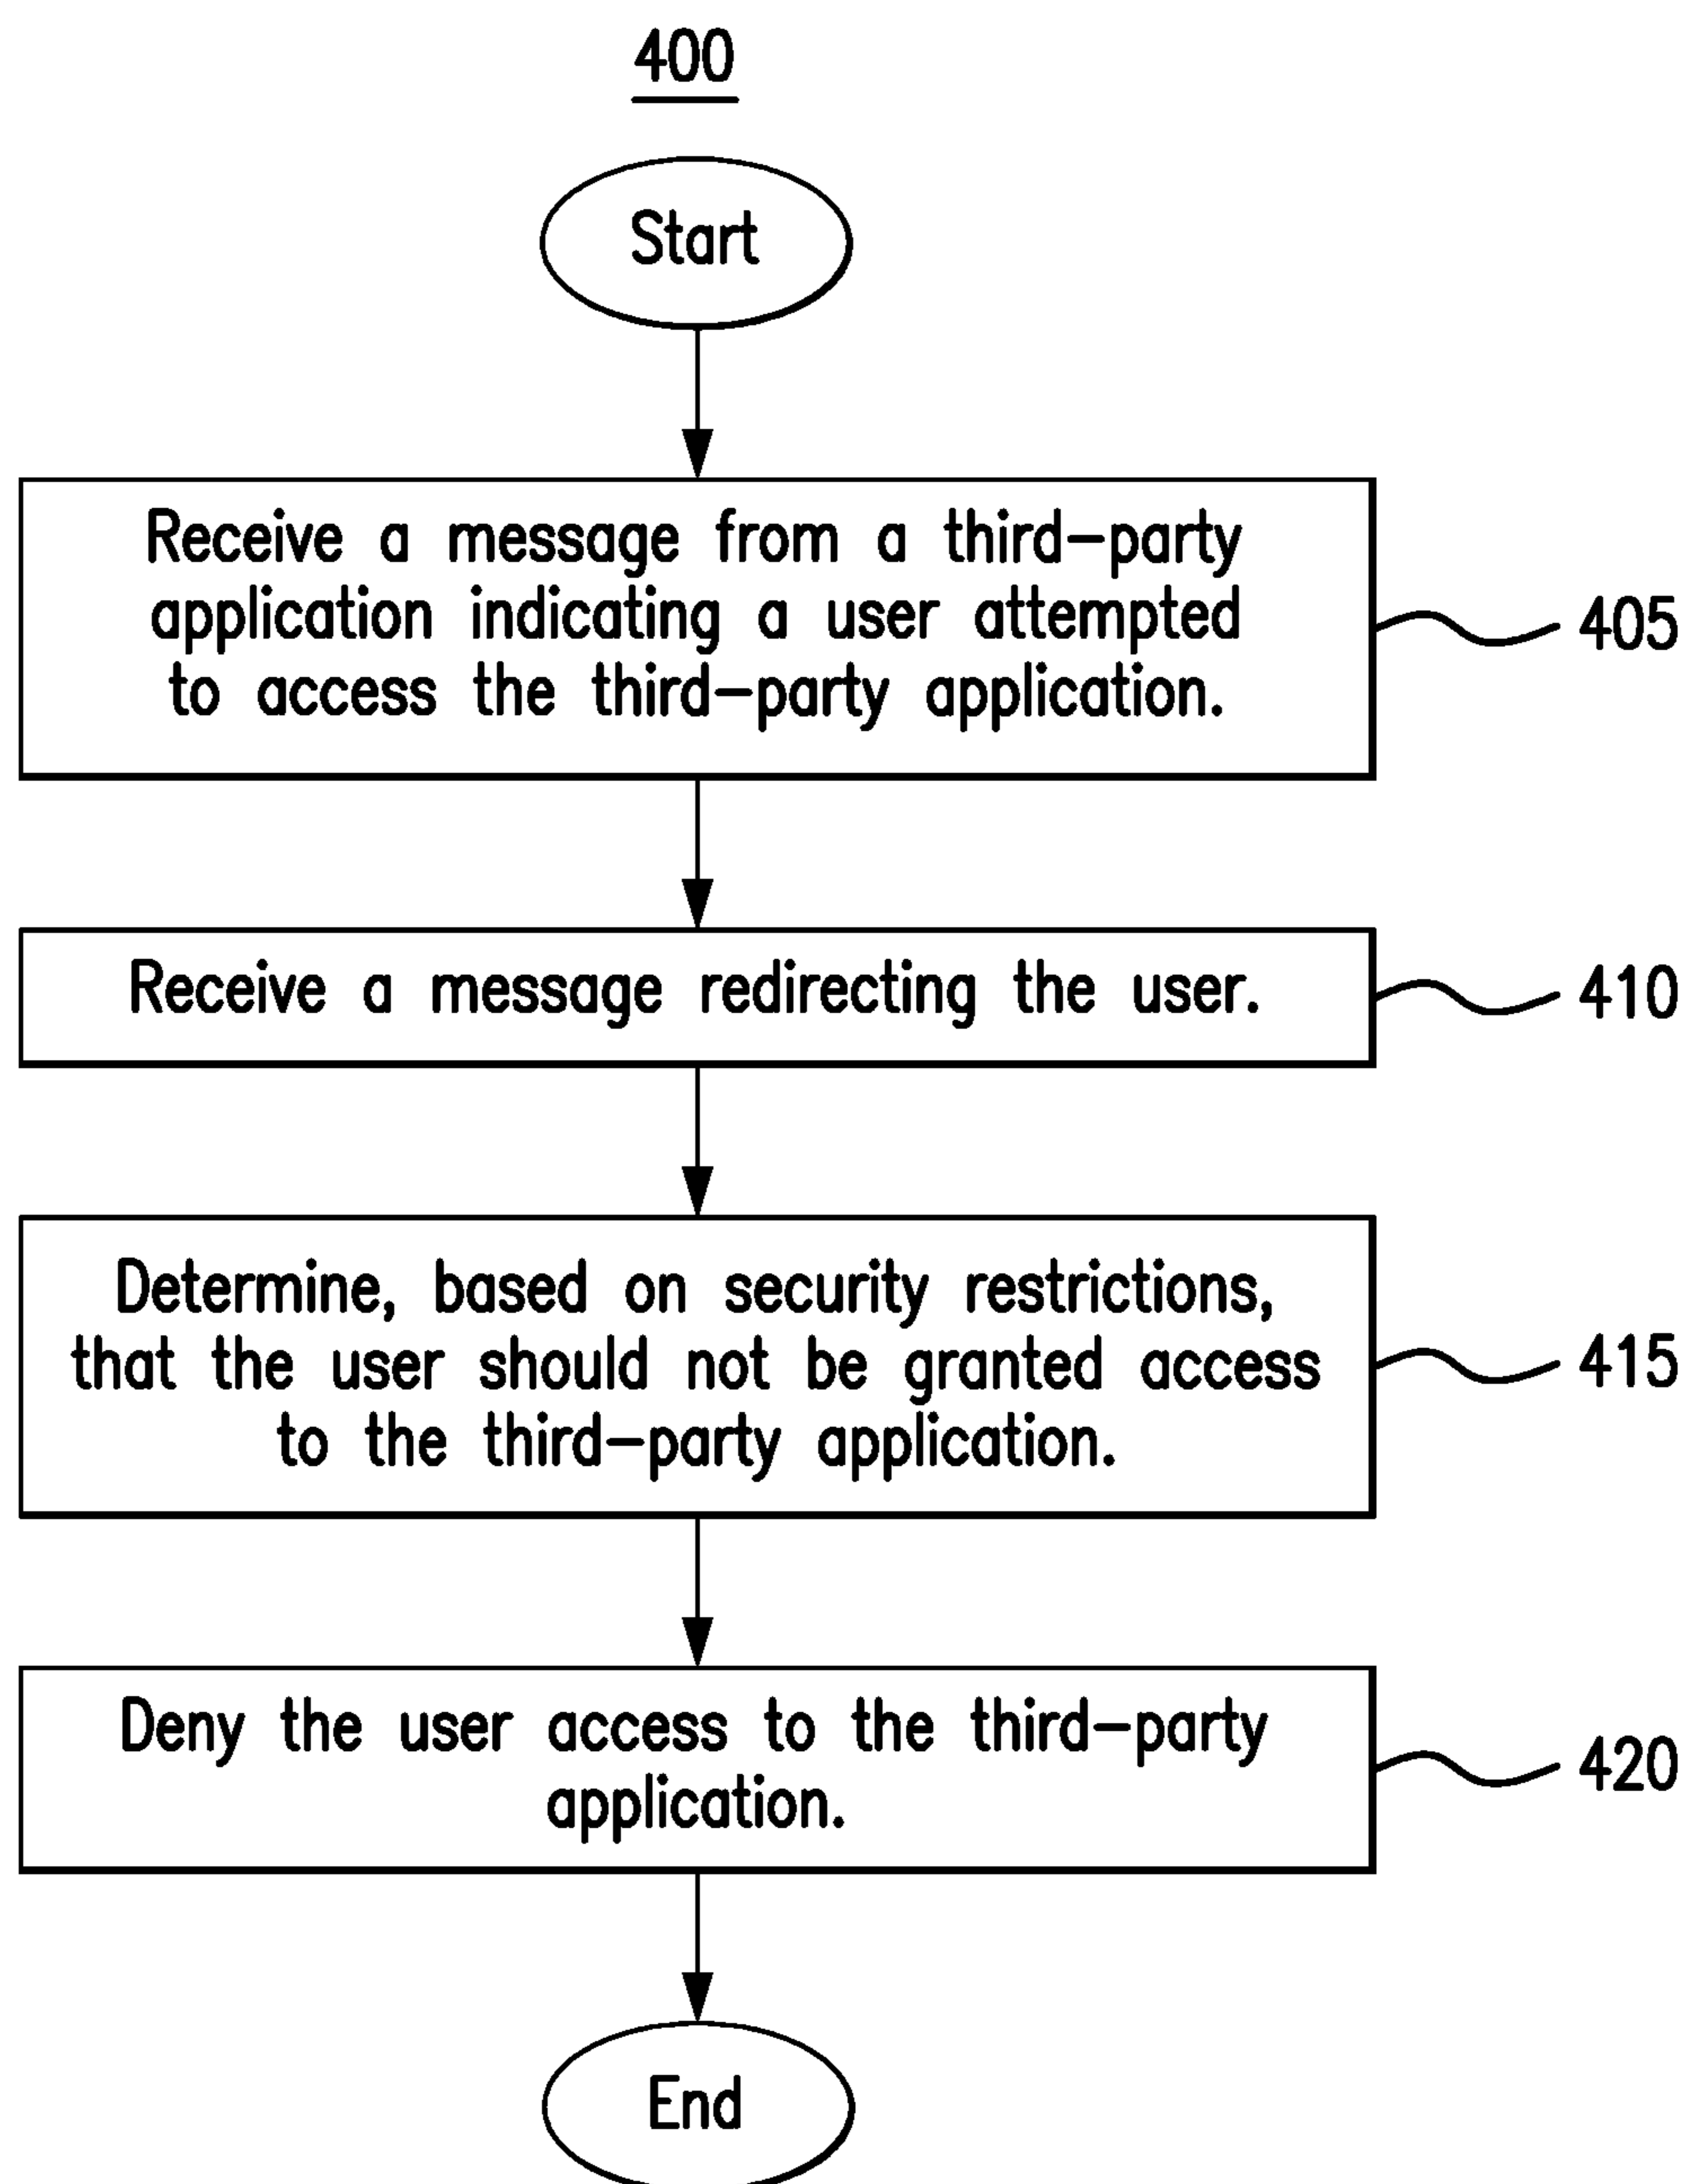 400
Start
Receive a message from a third-party
application indicating a user attempted
to access the third-party application.
405
Receive a message redirecting the user.
410
Determine, based on security restrictions,
that the user should not be granted access
to the third-party application.
415
Deny the user access to the third-party
application.
420
End